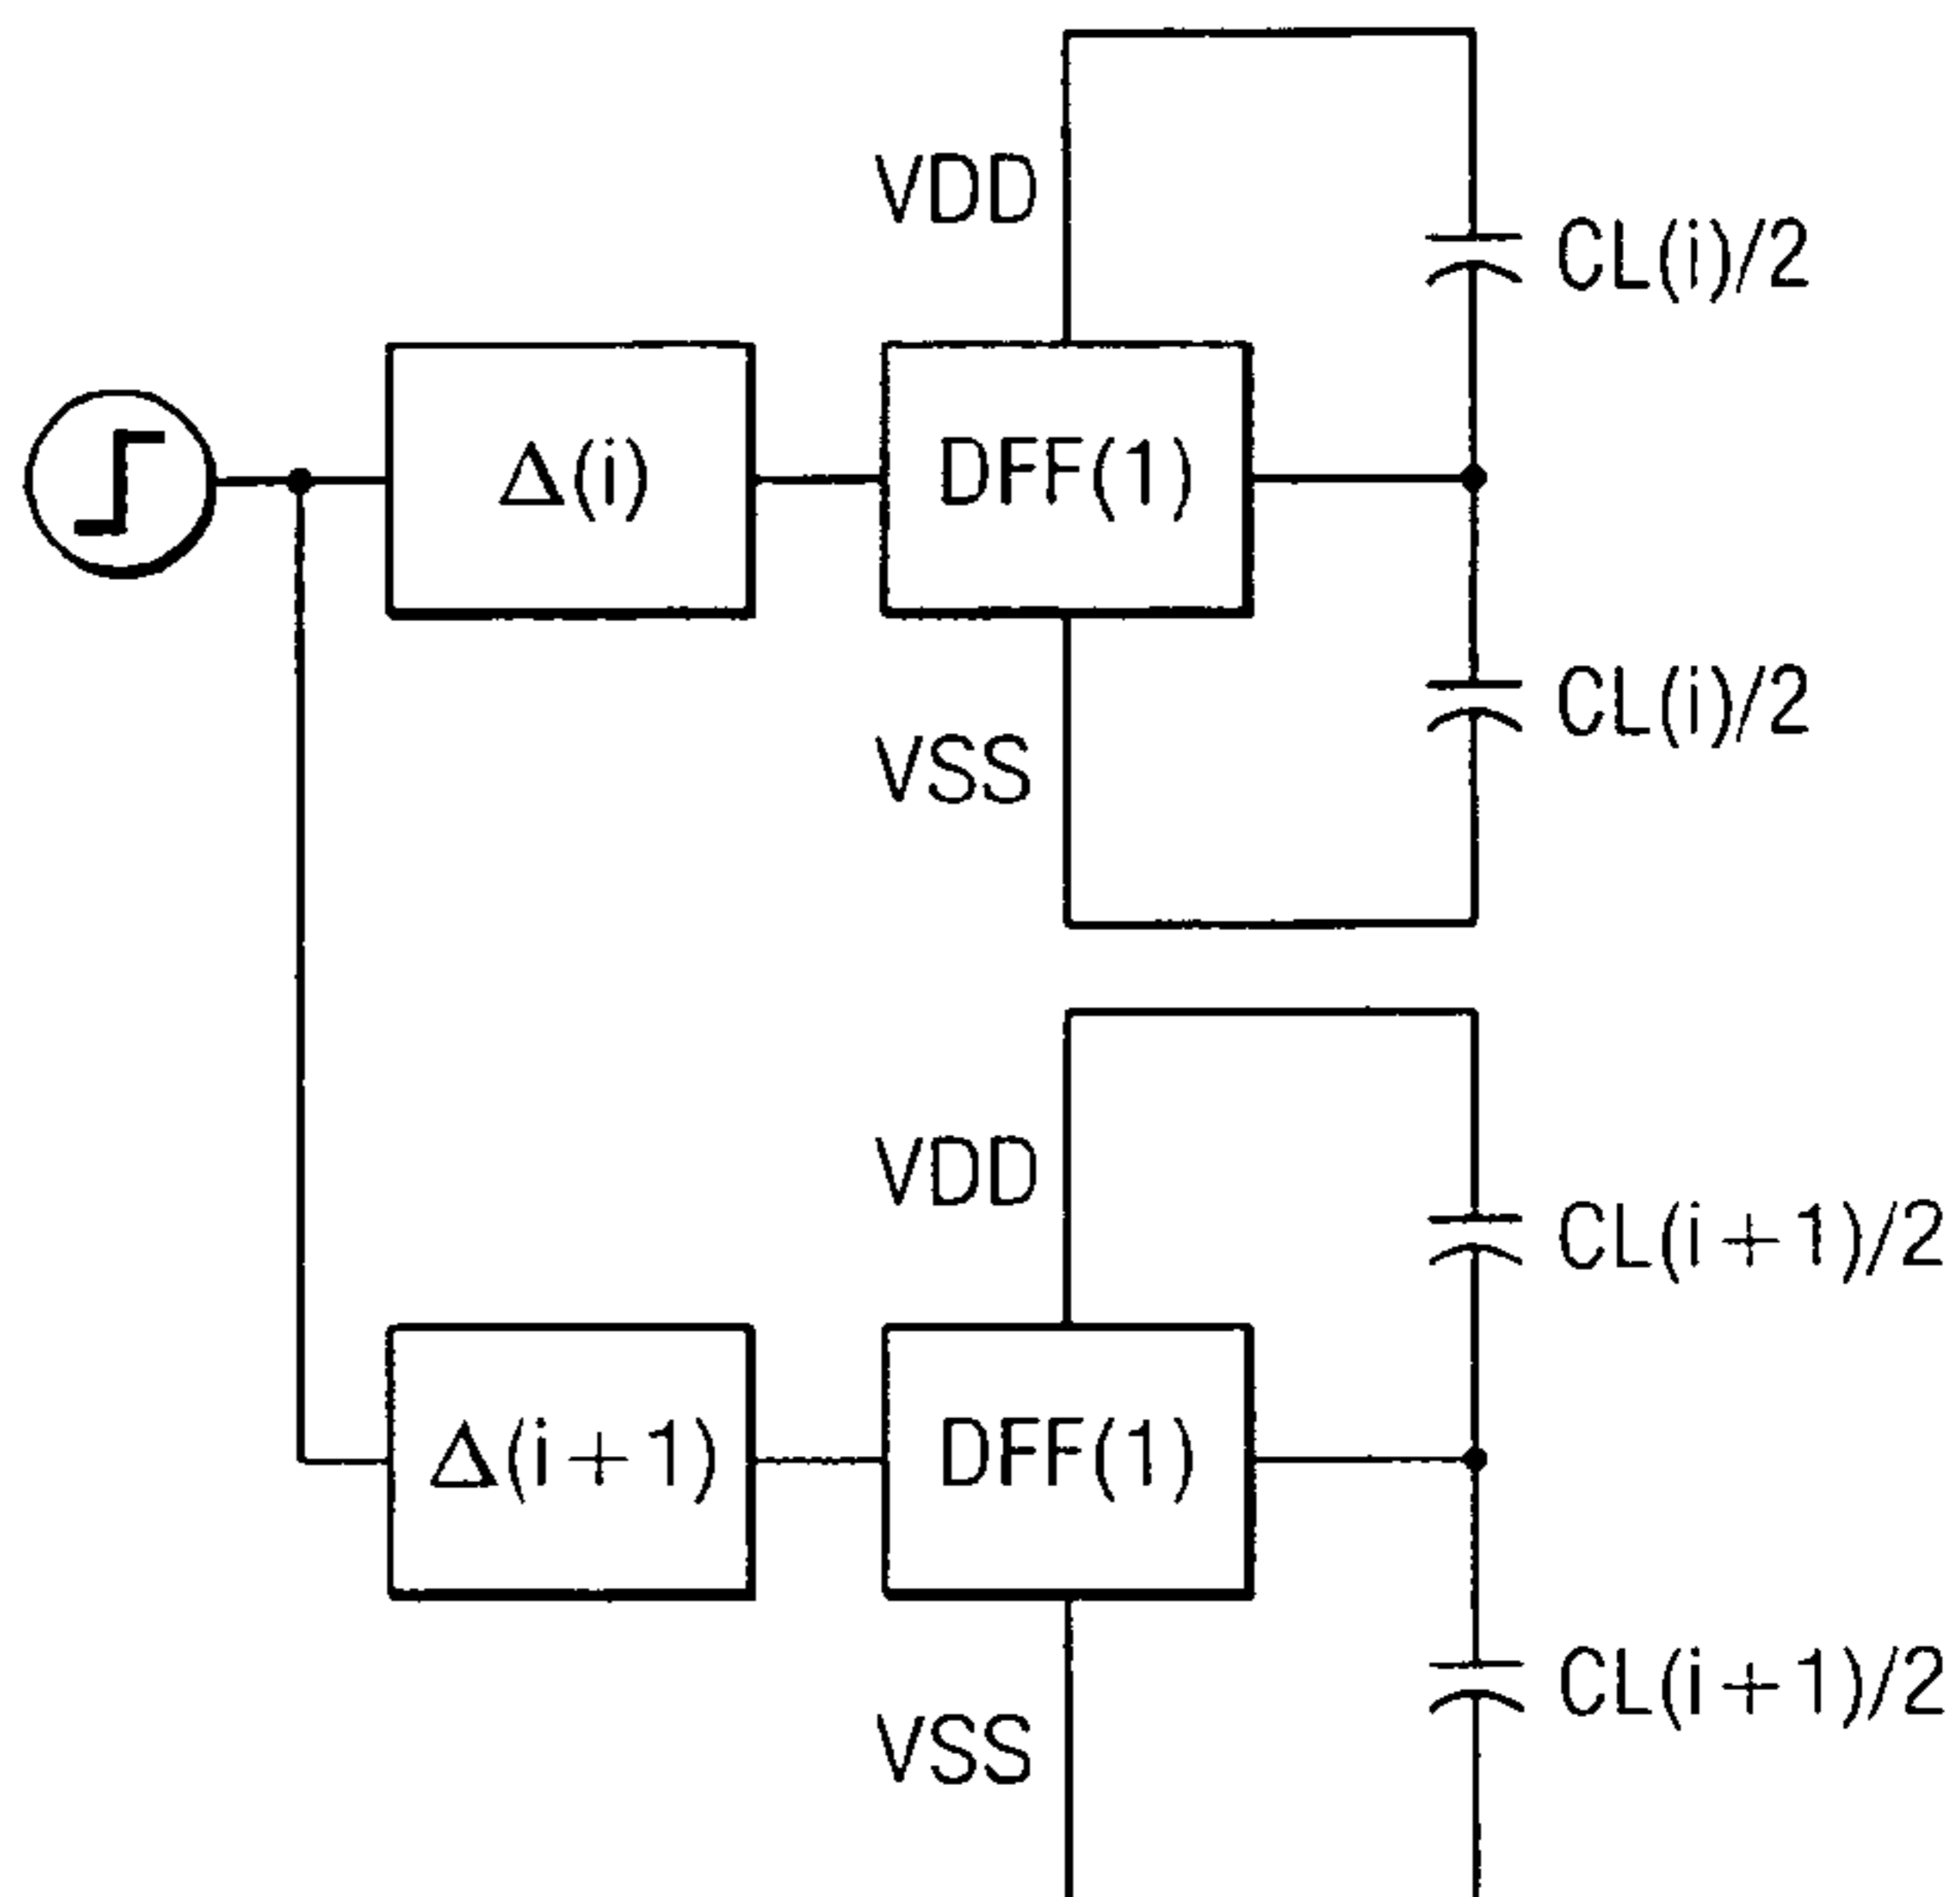 VDD
CL(i)/2
Δ(i)
DFF(1)
CL(i)/2
VSS
VDD
CL(i+1)/2
Δ(i+1)
DFF(1)
CL(i+1)/2
VSS